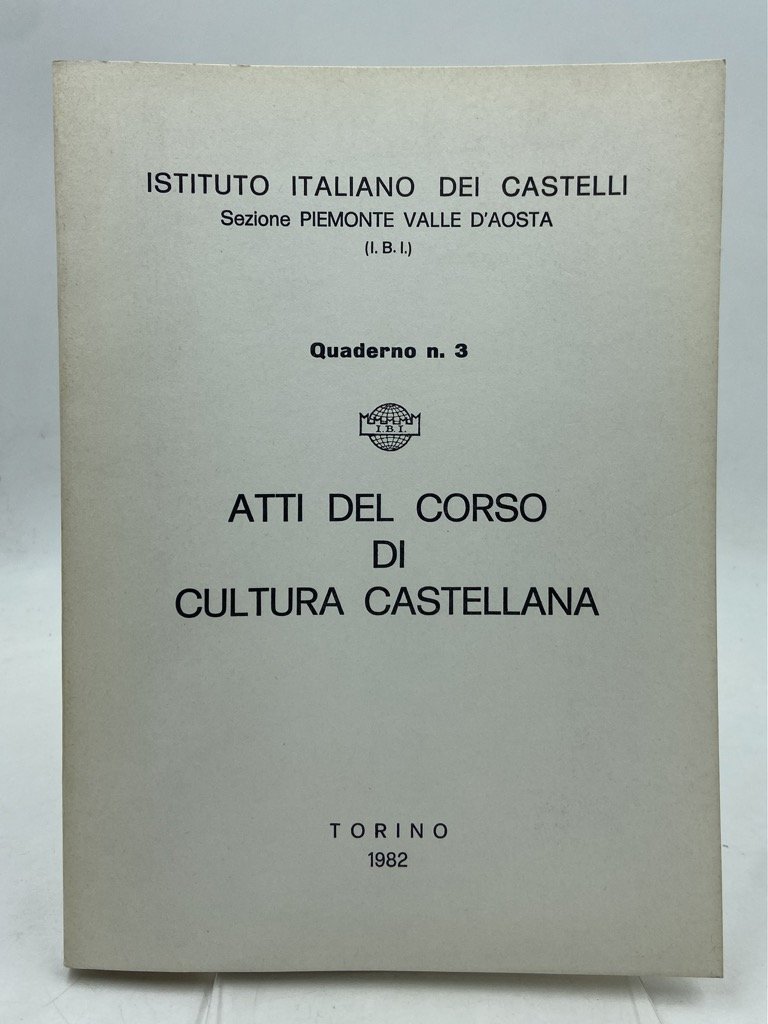 ISTITUTO ITALIANO DEI CASTELLI
Sezione PIEMONTE VALLE D'AOSTA
(I. B. I.)
Quaderno n. 3
I.B.I.
ATTI DEL CORSO
DI
CULTURA CASTELLANA
TORINO
1982